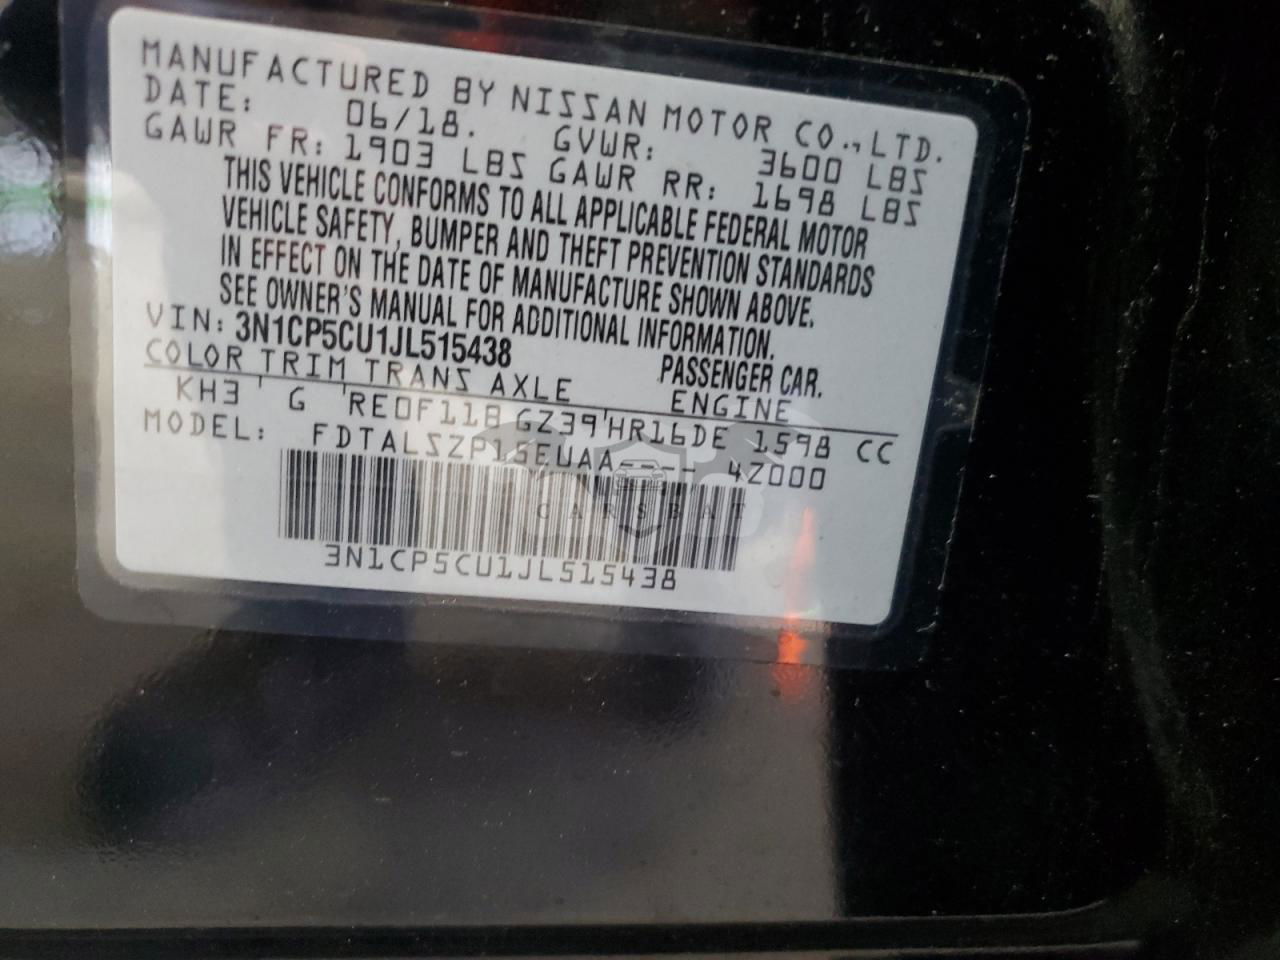 MANUFACTURED BY NISSAN MOTOR CO., LTD.
DATE: 06/18. GVWR: 3600 LBS
GAWR FR: 1903 LBS GAWR RR: 1698 LBS
THIS VEHICLE CONFORMS TO ALL APPLICABLE FEDERAL MOTOR
VEHICLE SAFETY, BUMPER AND THEFT PREVENTION STANDARDS
IN EFFECT ON THE DATE OF MANUFACTURE SHOWN ABOVE.
SEE OWNER'S MANUAL FOR ADDITIONAL INFORMATION.
VIN: 3N1CP5CU1JL515438 PASSENGER CAR.
COLOR TRIM TRANS AXLE ENGINE
KH3 G RE0F11B GZ39 HR16DE 1598 CC
MODEL: FDTALSZP15EUAA---- 4Z000
CARSBAT
3N1CP5CU1JL515438